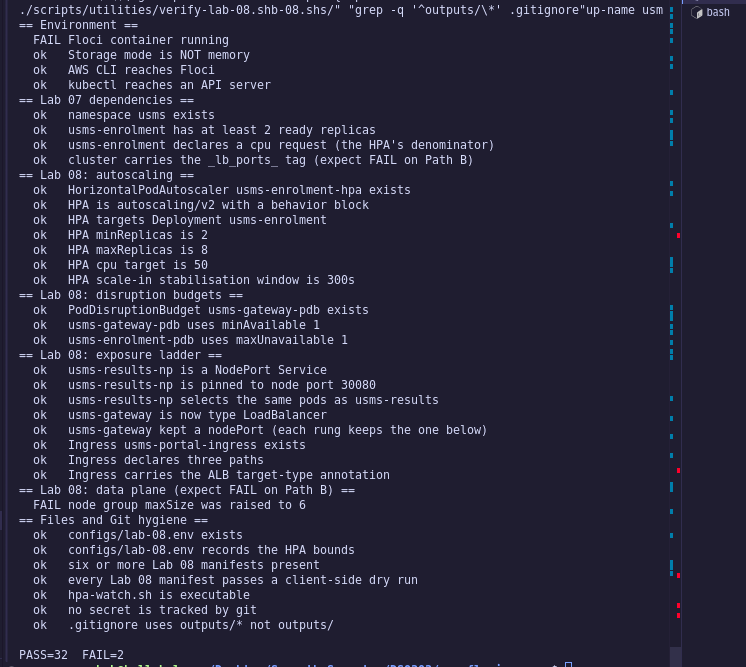 ./scripts/utilities/verify-lab-08.shb-08.shs/" "grep -q '^outputs/\*' .gitignore"up-name usm
bash
== Environment ==
FAIL Floci container running
ok Storage mode is NOT memory
ok AWS CLI reaches Floci
ok kubectl reaches an API server
== Lab 07 dependencies ==
ok namespace usms exists
ok usms-enrolment has at least 2 ready replicas
ok usms-enrolment declares a cpu request (the HPA's denominator)
ok cluster carries the _lb_ports_ tag (expect FAIL on Path B)
== Lab 08: autoscaling ==
ok HorizontalPodAutoscaler usms-enrolment-hpa exists
ok HPA is autoscaling/v2 with a behavior block
ok HPA targets Deployment usms-enrolment
ok HPA minReplicas is 2
ok HPA maxReplicas is 8
ok HPA cpu target is 50
ok HPA scale-in stabilisation window is 300s
== Lab 08: disruption budgets ==
ok PodDisruptionBudget usms-gateway-pdb exists
ok usms-gateway-pdb uses minAvailable 1
ok usms-enrolment-pdb uses maxUnavailable 1
== Lab 08: exposure ladder ==
ok usms-results-np is a NodePort Service
ok usms-results-np is pinned to node port 30080
ok usms-results-np selects the same pods as usms-results
ok usms-gateway is now type LoadBalancer
ok usms-gateway kept a nodePort (each rung keeps the one below)
ok Ingress usms-portal-ingress exists
ok Ingress declares three paths
ok Ingress carries the ALB target-type annotation
== Lab 08: data plane (expect FAIL on Path B) ==
FAIL node group maxSize was raised to 6
== Files and Git hygiene ==
ok configs/lab-08.env exists
ok configs/lab-08.env records the HPA bounds
ok six or more Lab 08 manifests present
ok every Lab 08 manifest passes a client-side dry run
ok hpa-watch.sh is executable
ok no secret is tracked by git
ok .gitignore uses outputs/* not outputs/
PASS=32 FAIL=2